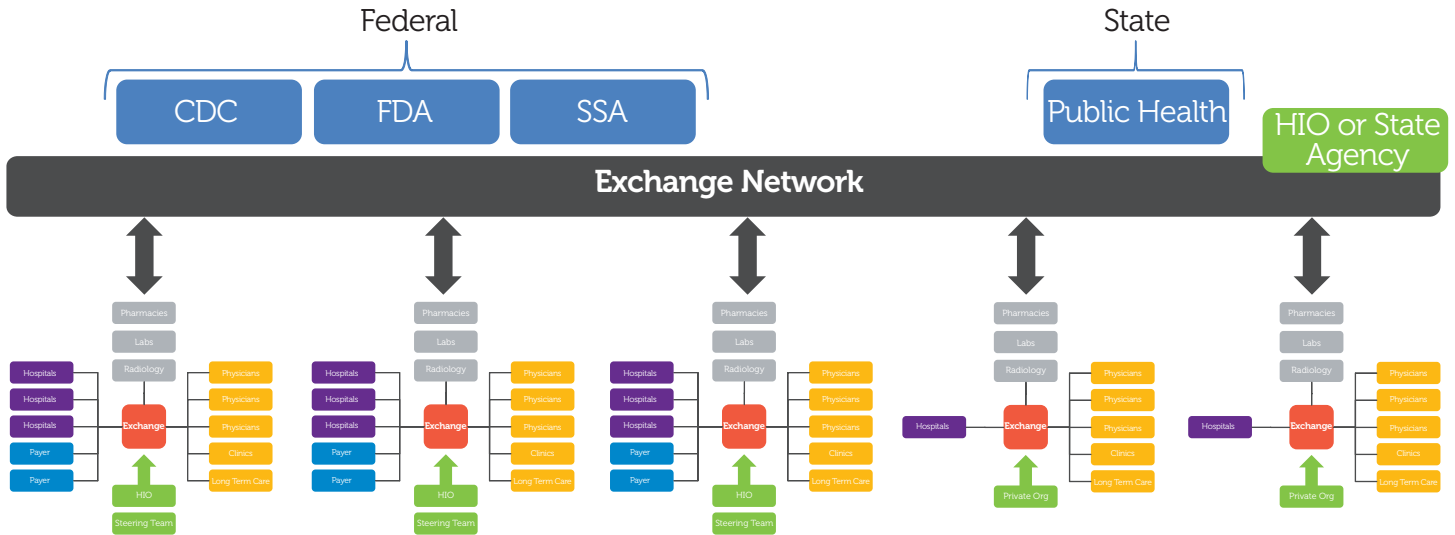 Federal
State
CDC
FDA
SSA
Public Health
HIO or State
Agency
Exchange Network
Pharmacies
Labs
Radiology
Hospitals
Hospitals
Hospitals
Payer
Payer
Exchange
Physicians
Physicians
Physicians
Clinics
Long Term Care
HIO
Steering Team
Pharmacies
Labs
Radiology
Hospitals
Hospitals
Hospitals
Payer
Payer
Exchange
Physicians
Physicians
Physicians
Clinics
Long Term Care
HIO
Steering Team
Pharmacies
Labs
Radiology
Hospitals
Hospitals
Hospitals
Payer
Payer
Exchange
Physicians
Physicians
Physicians
Clinics
Long Term Care
HIO
Steering Team
Pharmacies
Labs
Radiology
Hospitals
Exchange
Physicians
Physicians
Physicians
Clinics
Long Term Care
Private Org
Pharmacies
Labs
Radiology
Hospitals
Exchange
Physicians
Physicians
Physicians
Clinics
Long Term Care
Private Org